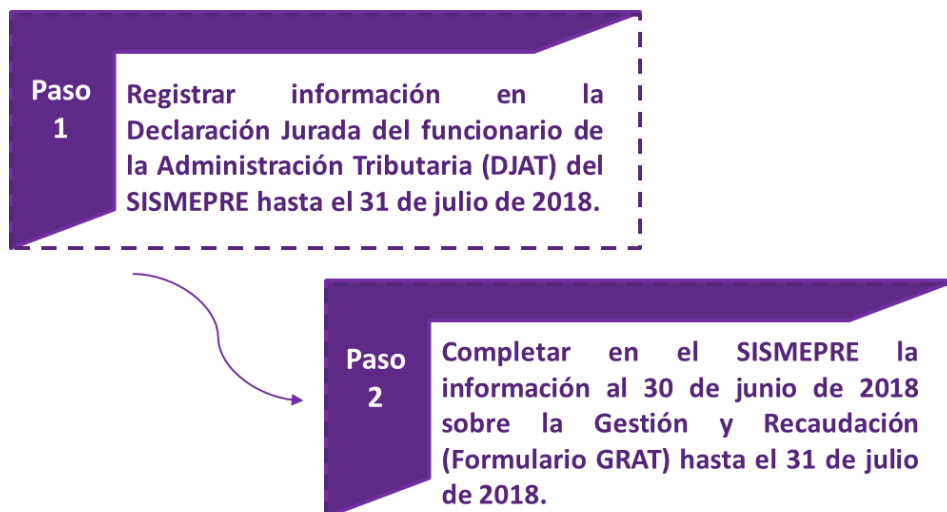 Paso
1
Registrar información en la
Declaración Jurada del funcionario de
la Administración Tributaria (DJAT) del
SISMEPRE hasta el 31 de julio de 2018.
Paso
2
Completar en el SISMEPRE la
información al 30 de junio de 2018
sobre la Gestión y Recaudación
(Formulario GRAT) hasta el 31 de julio
de 2018.